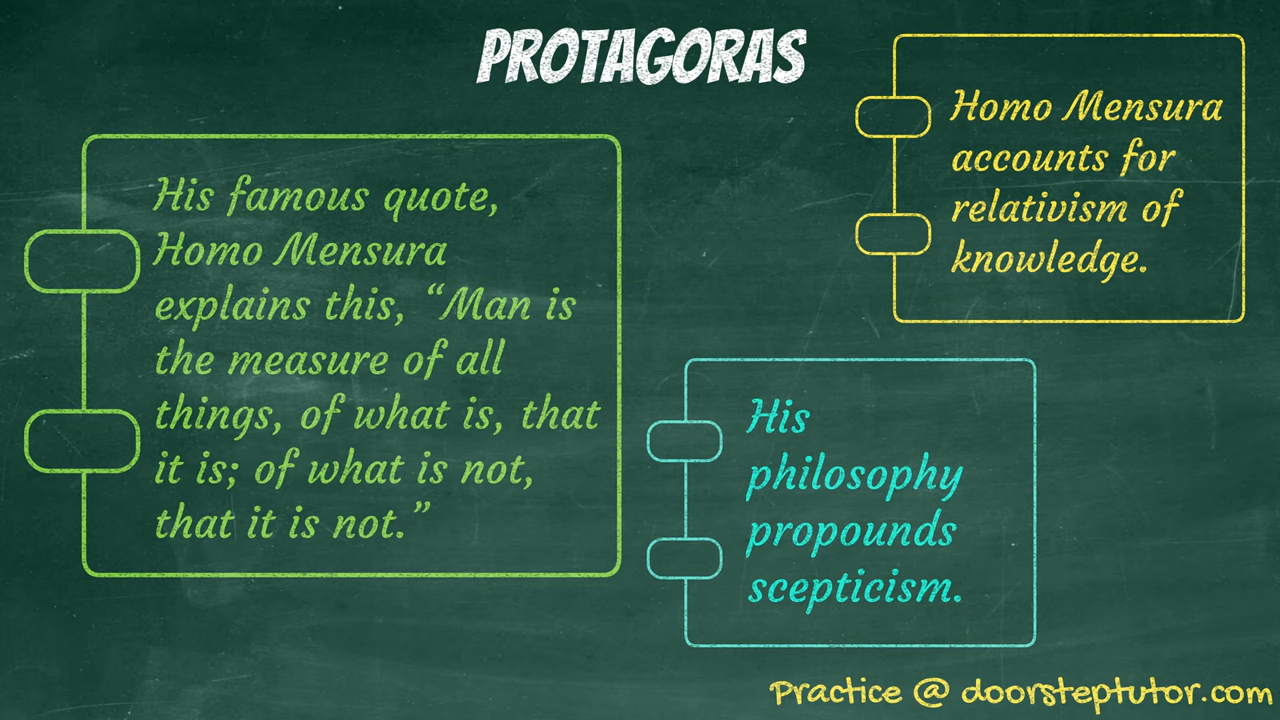 PROTAGORAS
His famous quote,
Homo Mensura
explains this, “Man is
the measure of all
things, of what is, that
it is; of what is not,
that it is not.”
Homo Mensura
accounts for
relativism of
knowledge.
His
philosophy
propounds
scepticism.
Practice @ doorsteptutor.com